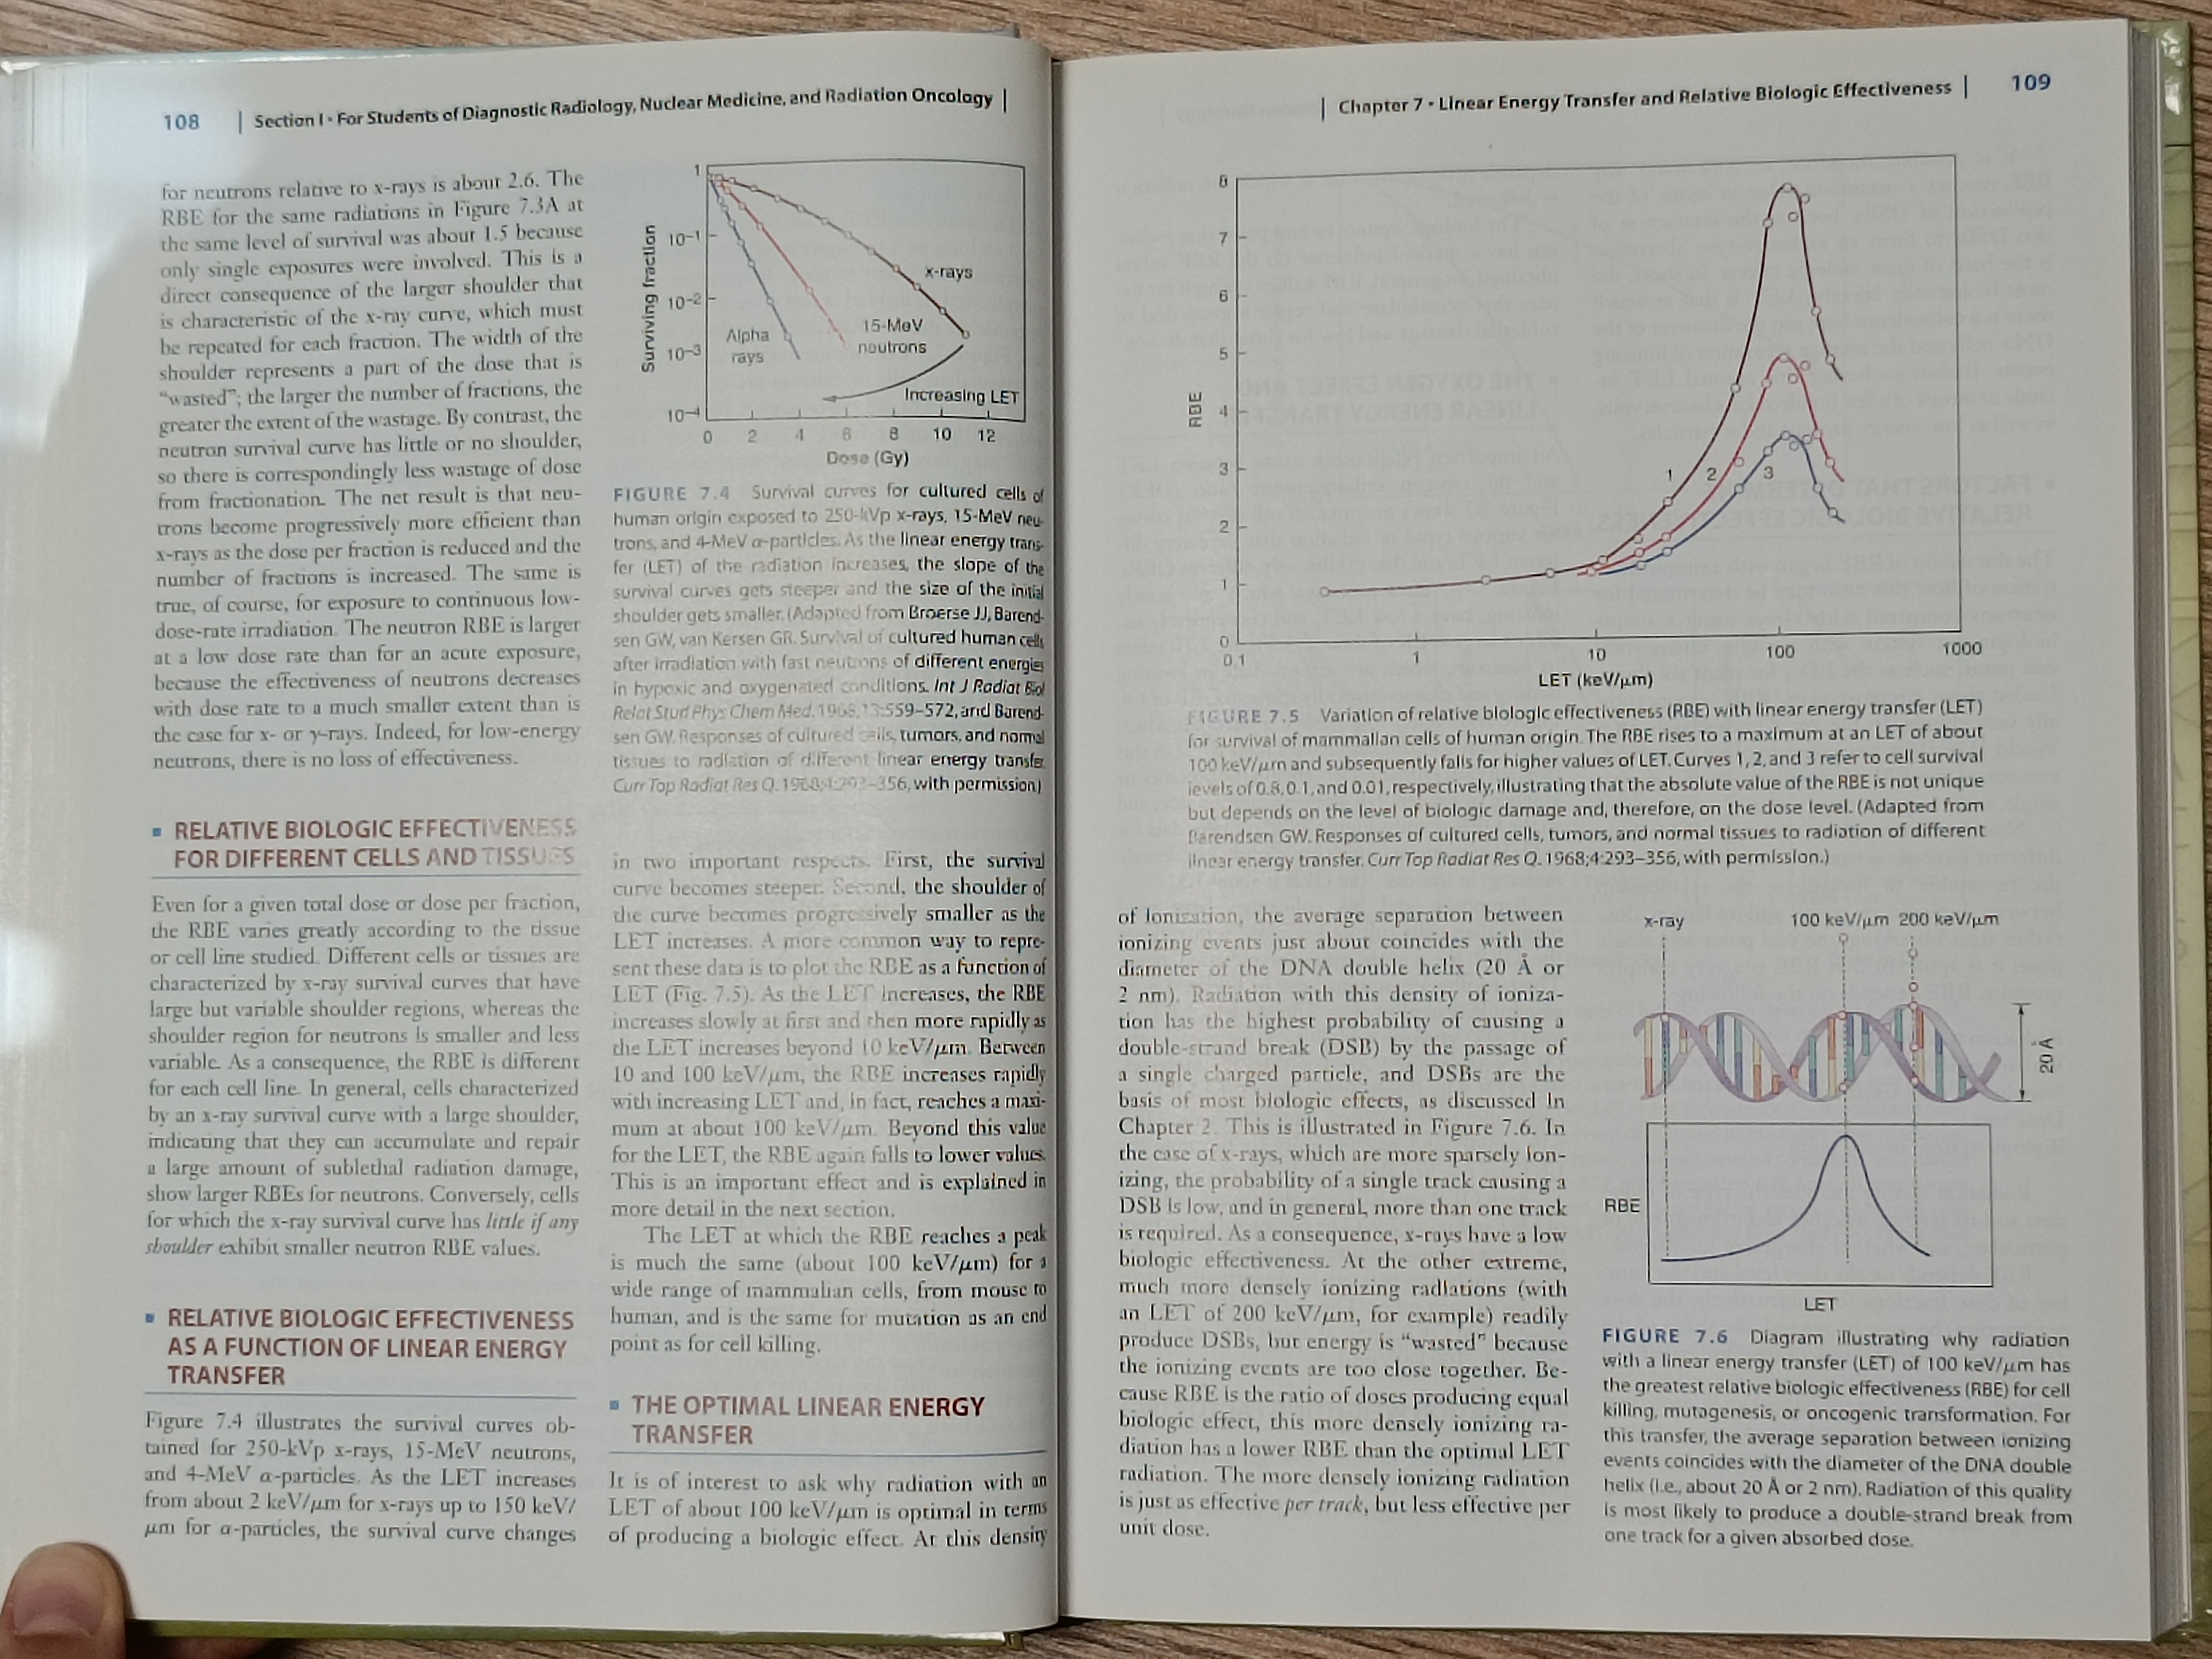 108 | Section I • For Students of Diagnostic Radiology, Nuclear Medicine, and Radiation Oncology |
for neutrons relative to x-rays is about 2.6. The
RBE for the same radiations in Figure 7.3A at
the same level of survival was about 1.5 because
only single exposures were involved. This is a
direct consequence of the larger shoulder that
is characteristic of the x-ray curve, which must
be repeated for each fraction. The width of the
shoulder represents a part of the dose that is
“wasted”; the larger the number of fractions, the
greater the extent of the wastage. By contrast, the
neutron survival curve has little or no shoulder,
so there is correspondingly less wastage of dose
from fractionation. The net result is that neu-
trons become progressively more efficient than
x-rays as the dose per fraction is reduced and the
number of fractions is increased. The same is
true, of course, for exposure to continuous low-
dose-rate irradiation. The neutron RBE is larger
at a low dose rate than for an acute exposure,
because the effectiveness of neutrons decreases
with dose rate to a much smaller extent than is
the case for x- or γ-rays. Indeed, for low-energy
neutrons, there is no loss of effectiveness.
▪ RELATIVE BIOLOGIC EFFECTIVENESS
FOR DIFFERENT CELLS AND TISSUES
Even for a given total dose or dose per fraction,
the RBE varies greatly according to the tissue
or cell line studied. Different cells or tissues are
characterized by x-ray survival curves that have
large but variable shoulder regions, whereas the
shoulder region for neutrons is smaller and less
variable. As a consequence, the RBE is different
for each cell line. In general, cells characterized
by an x-ray survival curve with a large shoulder,
indicating that they can accumulate and repair
a large amount of sublethal radiation damage,
show larger RBEs for neutrons. Conversely, cells
for which the x-ray survival curve has little if any
shoulder exhibit smaller neutron RBE values.
▪ RELATIVE BIOLOGIC EFFECTIVENESS
AS A FUNCTION OF LINEAR ENERGY
TRANSFER
Figure 7.4 illustrates the survival curves ob-
tained for 250-kVp x-rays, 15-MeV neutrons,
and 4-MeV α-particles. As the LET increases
from about 2 keV/μm for x-rays up to 150 keV/
μm for α-particles, the survival curve changes
Surviving fraction
1
10⁻¹
10⁻²
10⁻³
10⁻⁴
x-rays
15-MeV
neutrons
Alpha
rays
Increasing LET
0 2 4 6 8 10 12
Dose (Gy)
FIGURE 7.4 Survival curves for cultured cells of
human origin exposed to 250-kVp x-rays, 15-MeV neu-
trons, and 4-MeV α-particles. As the linear energy trans-
fer (LET) of the radiation increases, the slope of the
survival curves gets steeper and the size of the initial
shoulder gets smaller. (Adapted from Broerse JJ, Barend-
sen GW, van Kersen GR. Survival of cultured human cells
after irradiation with fast neutrons of different energies
in hypoxic and oxygenated conditions. Int J Radiat Biol
Relat Stud Phys Chem Med. 1968;13:559–572, and Barend-
sen GW. Responses of cultured cells, tumors, and normal
tissues to radiation of different linear energy transfer.
Curr Top Radiat Res Q. 1968;4:293–356, with permission.)
in two important respects. First, the survival
curve becomes steeper. Second, the shoulder of
the curve becomes progressively smaller as the
LET increases. A more common way to repre-
sent these data is to plot the RBE as a function of
LET (Fig. 7.5). As the LET increases, the RBE
increases slowly at first and then more rapidly as
the LET increases beyond 10 keV/μm. Between
10 and 100 keV/μm, the RBE increases rapidly
with increasing LET and, in fact, reaches a maxi-
mum at about 100 keV/μm. Beyond this value
for the LET, the RBE again falls to lower values.
This is an important effect and is explained in
more detail in the next section.
The LET at which the RBE reaches a peak
is much the same (about 100 keV/μm) for a
wide range of mammalian cells, from mouse to
human, and is the same for mutation as an end
point as for cell killing.
▪ THE OPTIMAL LINEAR ENERGY
TRANSFER
It is of interest to ask why radiation with an
LET of about 100 keV/μm is optimal in terms
of producing a biologic effect. At this density
| Chapter 7 • Linear Energy Transfer and Relative Biologic Effectiveness | 109
RBE
8
7
6
5
4
3
2
1
0
1 2 3
0.1 1 10 100 1000
LET (keV/μm)
FIGURE 7.5 Variation of relative biologic effectiveness (RBE) with linear energy transfer (LET)
for survival of mammalian cells of human origin. The RBE rises to a maximum at an LET of about
100 keV/μm and subsequently falls for higher values of LET. Curves 1, 2, and 3 refer to cell survival
levels of 0.8, 0.1, and 0.01, respectively, illustrating that the absolute value of the RBE is not unique
but depends on the level of biologic damage and, therefore, on the dose level. (Adapted from
Barendsen GW. Responses of cultured cells, tumors, and normal tissues to radiation of different
linear energy transfer. Curr Top Radiat Res Q. 1968;4:293–356, with permission.)
of ionization, the average separation between
ionizing events just about coincides with the
diameter of the DNA double helix (20 Å or
2 nm). Radiation with this density of ioniza-
tion has the highest probability of causing a
double-strand break (DSB) by the passage of
a single charged particle, and DSBs are the
basis of most biologic effects, as discussed in
Chapter 2. This is illustrated in Figure 7.6. In
the case of x-rays, which are more sparsely ion-
izing, the probability of a single track causing a
DSB is low, and in general, more than one track
is required. As a consequence, x-rays have a low
biologic effectiveness. At the other extreme,
much more densely ionizing radiations (with
an LET of 200 keV/μm, for example) readily
produce DSBs, but energy is “wasted” because
the ionizing events are too close together. Be-
cause RBE is the ratio of doses producing equal
biologic effect, this more densely ionizing ra-
diation has a lower RBE than the optimal LET
radiation. The more densely ionizing radiation
is just as effective per track, but less effective per
unit dose.
x-ray 100 keV/μm 200 keV/μm
20 Å
RBE
LET
FIGURE 7.6 Diagram illustrating why radiation
with a linear energy transfer (LET) of 100 keV/μm has
the greatest relative biologic effectiveness (RBE) for cell
killing, mutagenesis, or oncogenic transformation. For
this transfer, the average separation between ionizing
events coincides with the diameter of the DNA double
helix (i.e., about 20 Å or 2 nm). Radiation of this quality
is most likely to produce a double-strand break from
one track for a given absorbed dose.